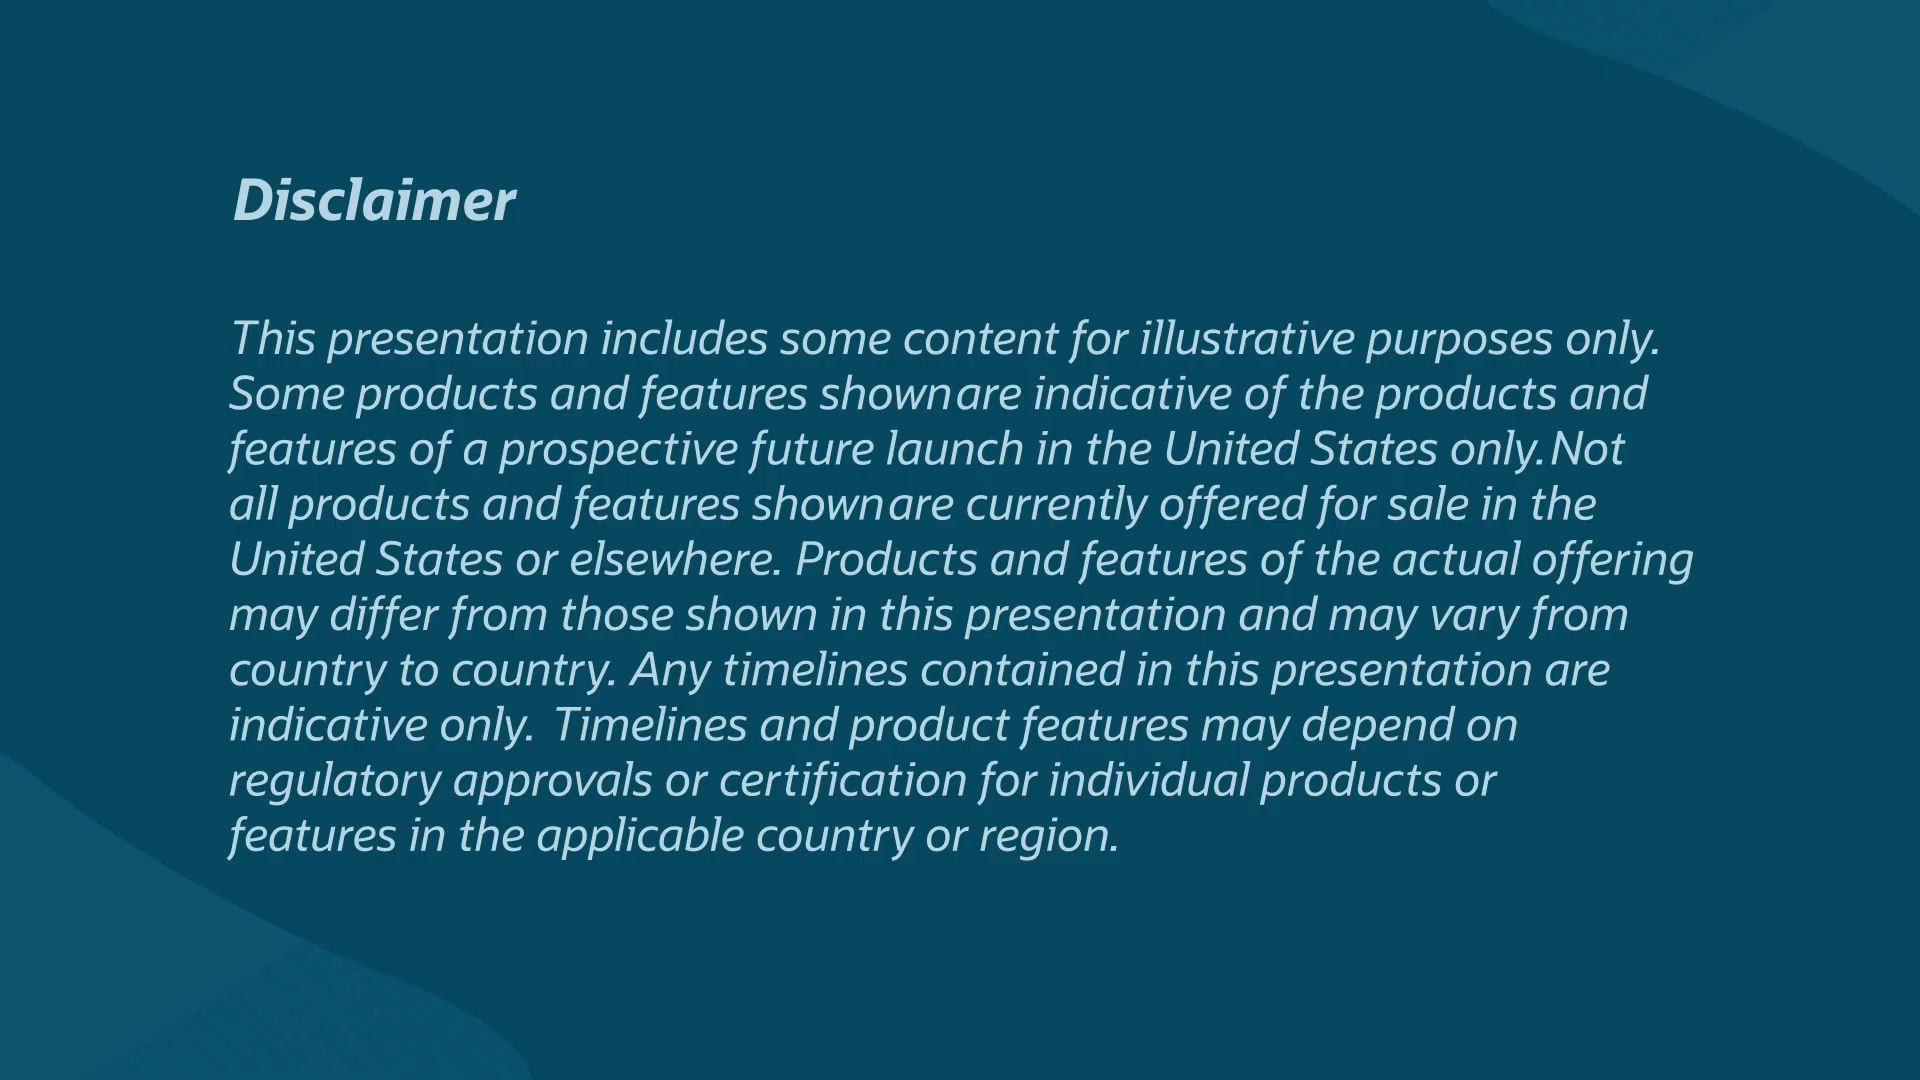 Disclaimer
This presentation includes some content for illustrative purposes only.
Some products and features shown are indicative of the products and
features of a prospective future launch in the United States only. Not
all products and features shown are currently offered for sale in the
United States or elsewhere. Products and features of the actual offering
may differ from those shown in this presentation and may vary from
country to country. Any timelines contained in this presentation are
indicative only. Timelines and product features may depend on
regulatory approvals or certification for individual products or
features in the applicable country or region.